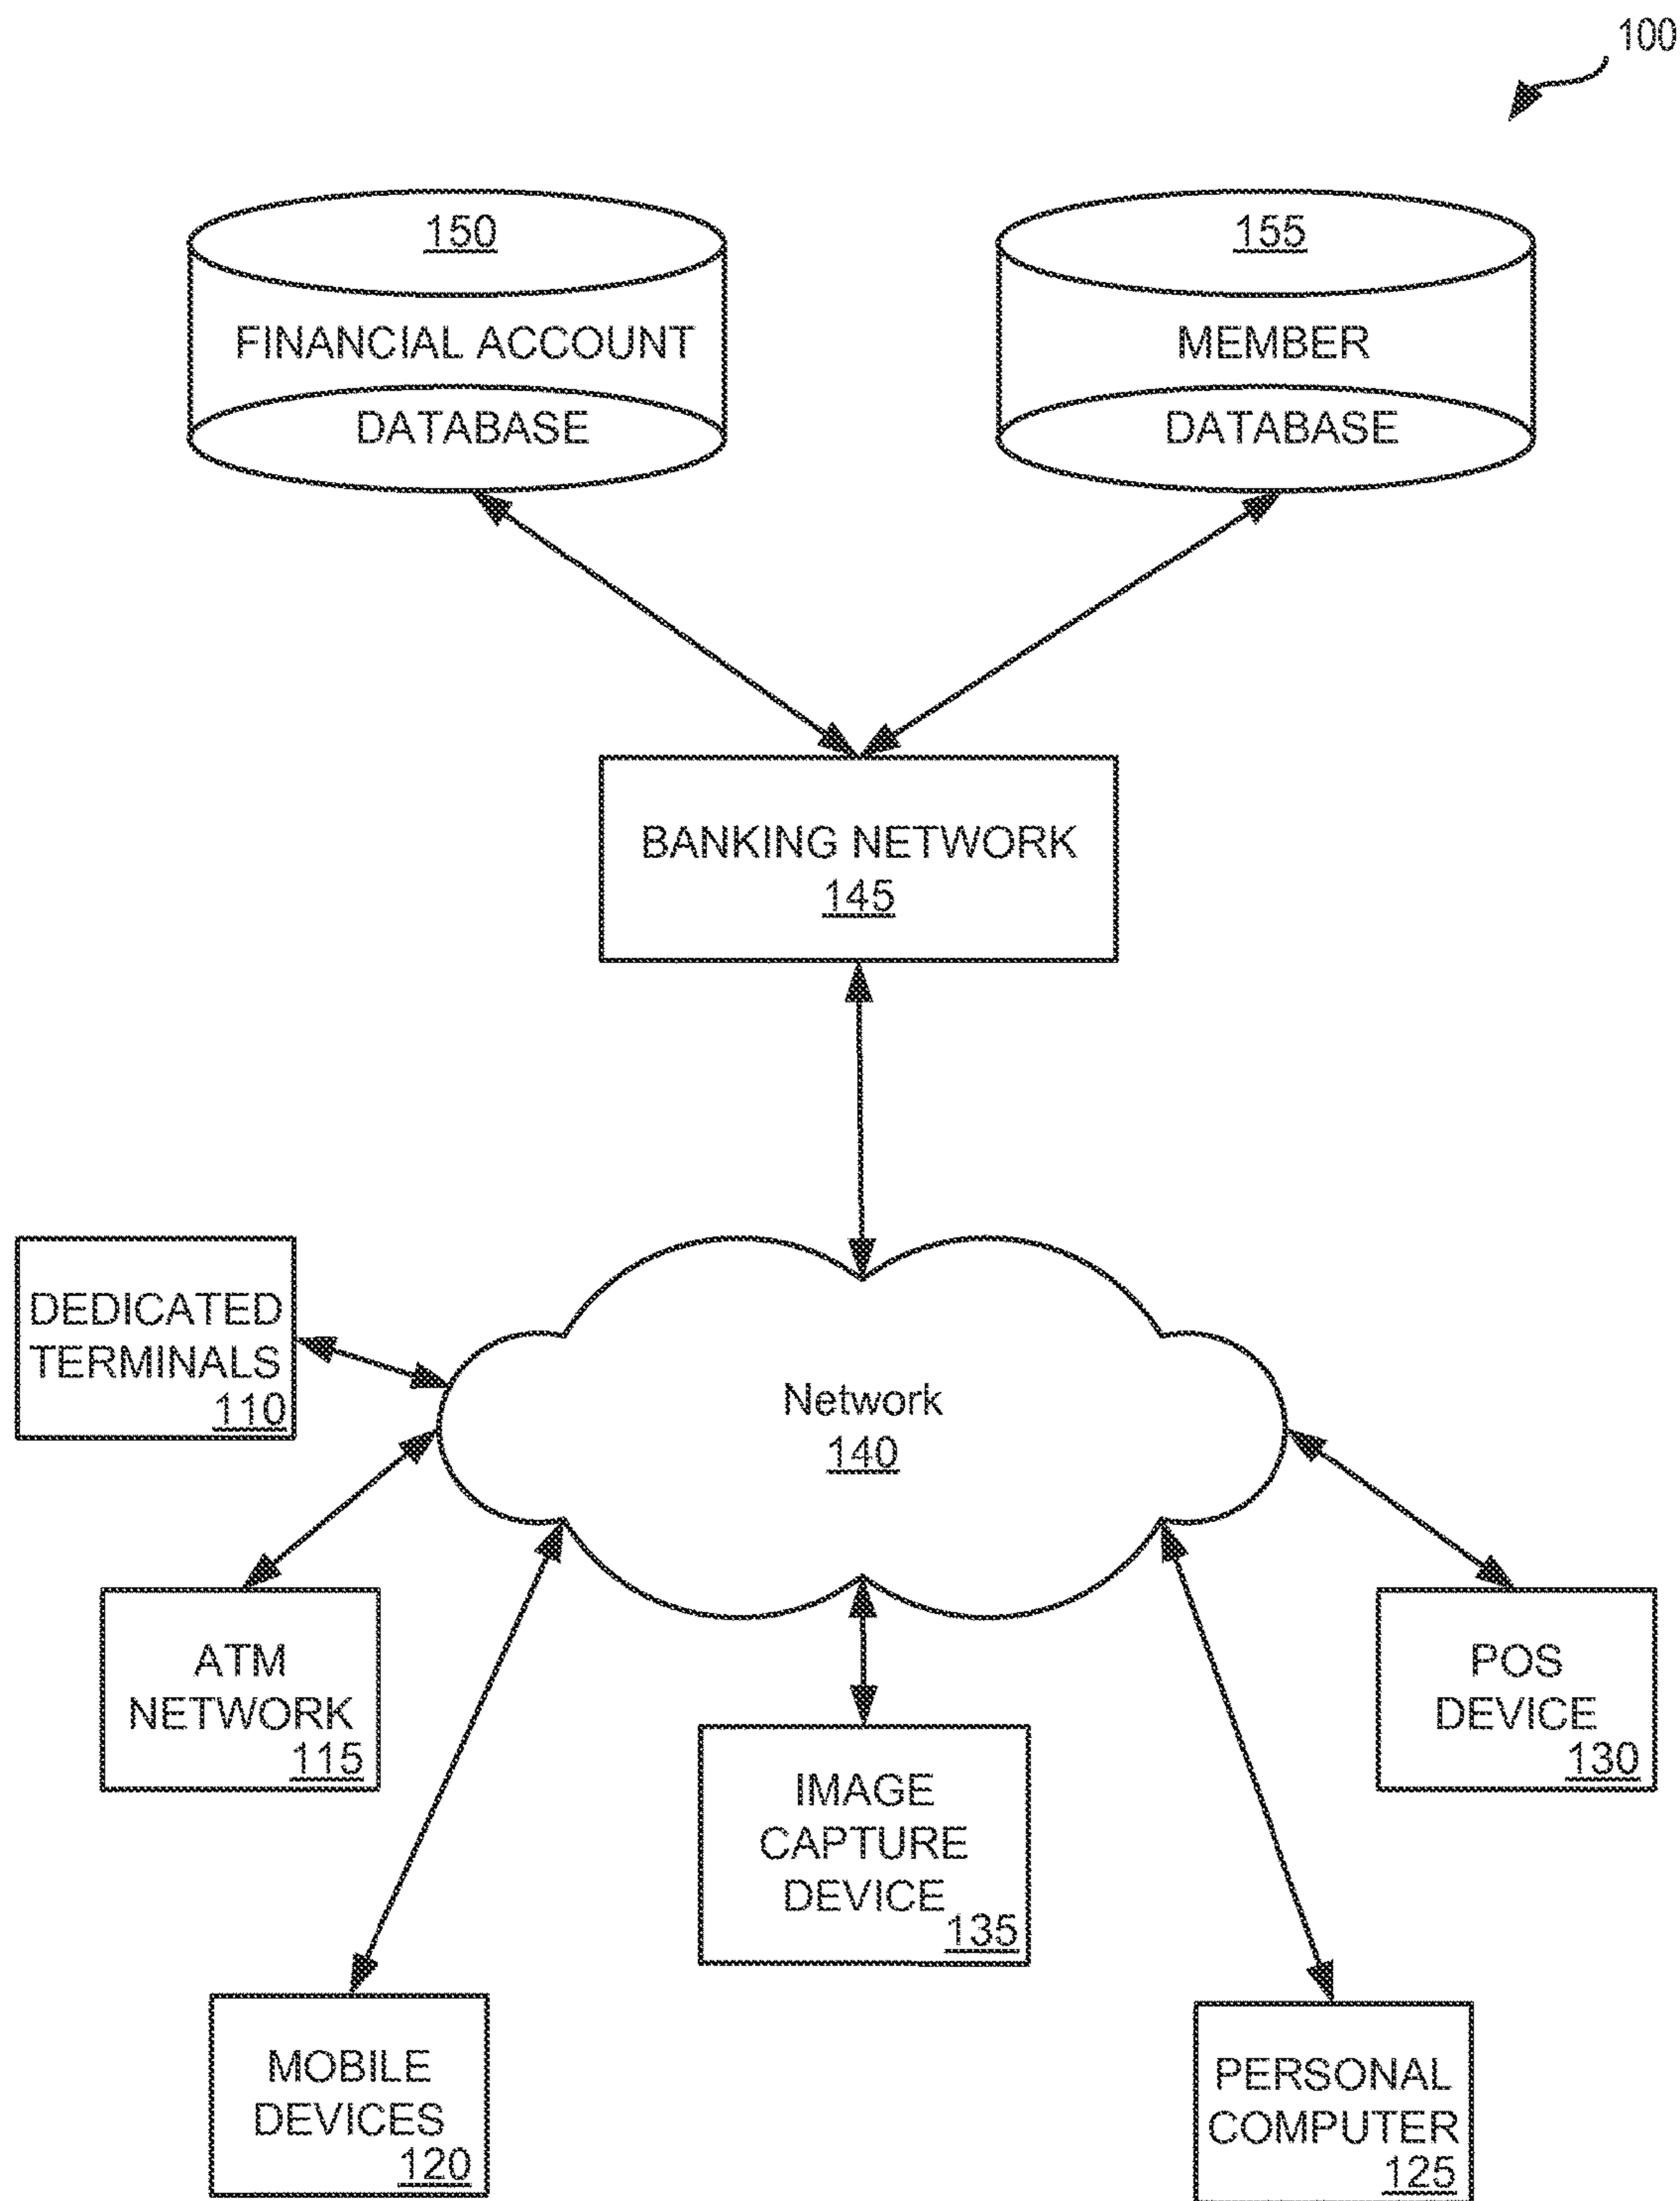 100
150
FINANCIAL ACCOUNT
DATABASE
155
MEMBER
DATABASE
BANKING NETWORK
145
DEDICATED
TERMINALS
110
Network
140
ATM
NETWORK
115
POS
DEVICE
130
IMAGE
CAPTURE
DEVICE
135
MOBILE
DEVICES
120
PERSONAL
COMPUTER
125